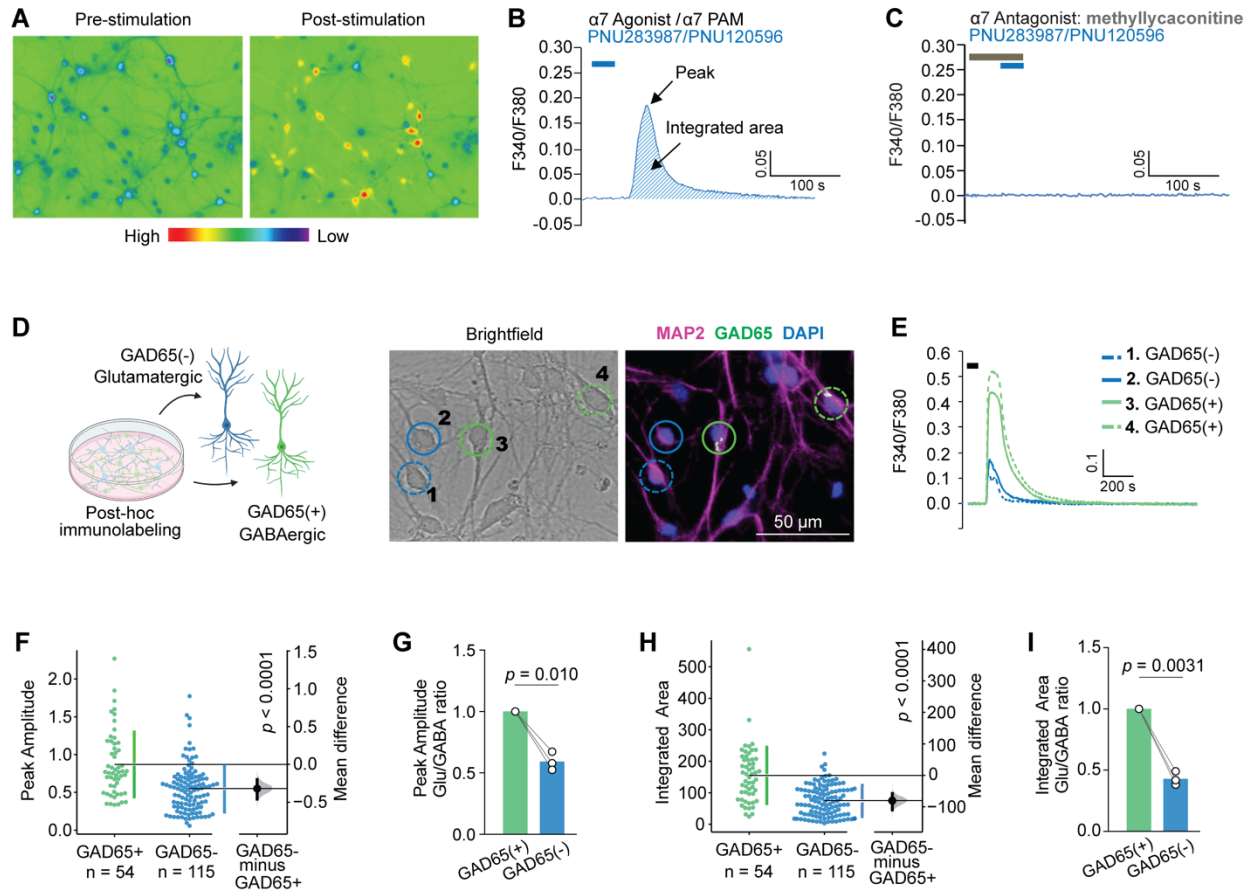 A
Pre-stimulation
Post-stimulation
High
Low
B
α7 Agonist / α7 PAM
PNU283987/PNU120596
0.30
0.25
0.20
0.15
0.10
0.05
0.0
-0.05
F340/F380
Peak
Integrated area
0.05
100 s
C
α7 Antagonist: methyllycaconitine
PNU283987/PNU120596
0.30
0.25
0.20
0.15
0.10
0.05
0.0
-0.05
F340/F380
0.05
100 s
D
GAD65(-)
Glutamatergic
Post-hoc
immunolabeling
GAD65(+)
GABAergic
Brightfield
1
2
3
4
MAP2 GAD65 DAPI
50 µm
E
0.6
0.5
0.4
0.3
0.2
0.1
0.0
F340/F380
1. GAD65(-)
2. GAD65(-)
3. GAD65(+)
4. GAD65(+)
0.1
200 s
F
Peak Amplitude
2.0
1.5
1.0
0.5
0.0
GAD65+
n = 54
GAD65-
n = 115
GAD65-
minus
GAD65+
p < 0.0001
1.5
1.0
0.5
0.0
-0.5
Mean difference
G
Peak Amplitude
Glu/GABA ratio
1.5
1.0
0.5
0.0
p = 0.010
GAD65(+)
GAD65(-)
H
Integrated Area
500
400
300
200
100
0
GAD65+
n = 54
GAD65-
n = 115
GAD65-
minus
GAD65+
p < 0.0001
400
300
200
100
0
-100
Mean difference
I
Integrated Area
Glu/GABA ratio
1.5
1.0
0.5
0.0
p = 0.0031
GAD65(+)
GAD65(-)